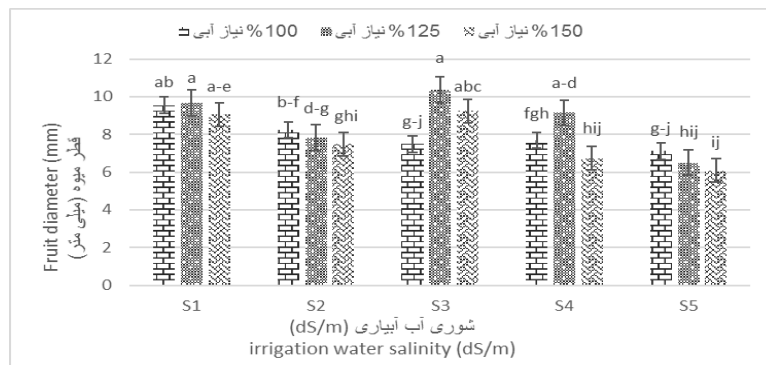 %100 نیاز آبی %125 نیاز آبی %150 نیاز آبی
ab a a-e b-f d-g ghi g-j a abc fgh a-d hij g-j hij ij
12
10
8
6
4
2
0
Fruit diameter (mm)
قطر میوه (میلی متر)
S1 S2 S3 S4 S5
شوری آب آبیاری (dS/m)
irrigation water salinity (dS/m)